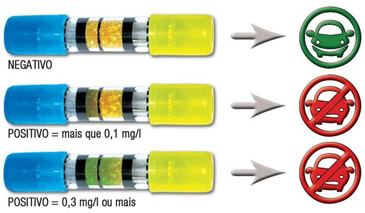 NEGATIVO
POSITIVO = mais que 0,1 mg/l
POSITIVO = 0,3 mg/l ou mais